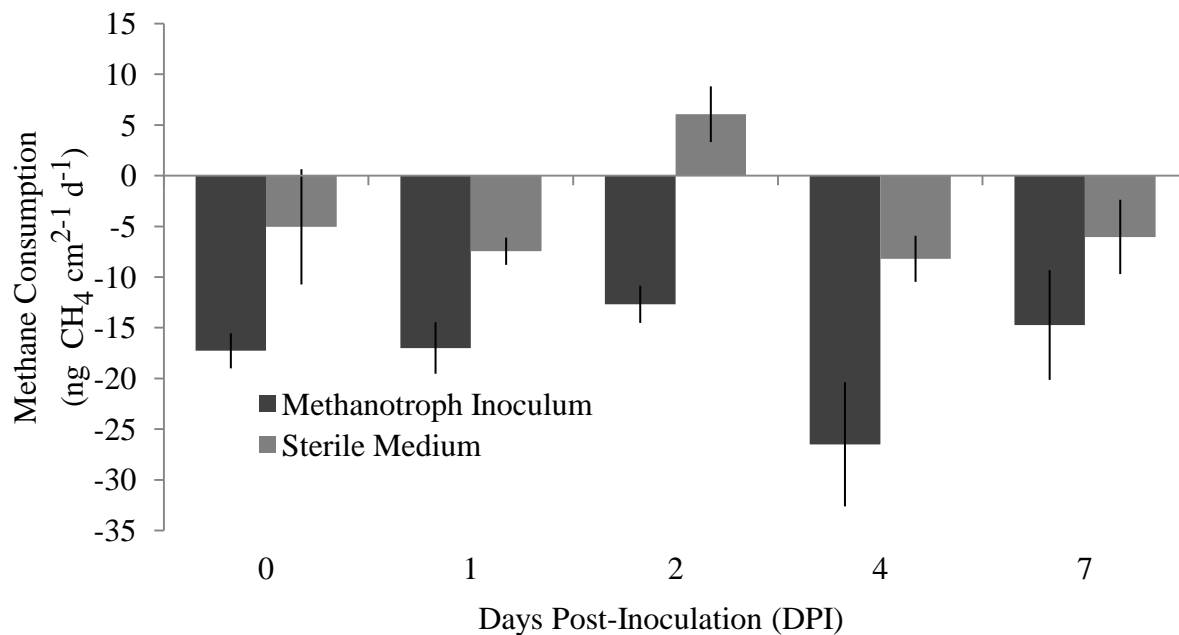 15
10
5
0
-5
-10
-15
-20
-25
-30
-35
Methane Consumption
(ng CH4 cm2-1 d-1)
Methanotroph Inoculum
Sterile Medium
0 1 2 4 7
Days Post-Inoculation (DPI)